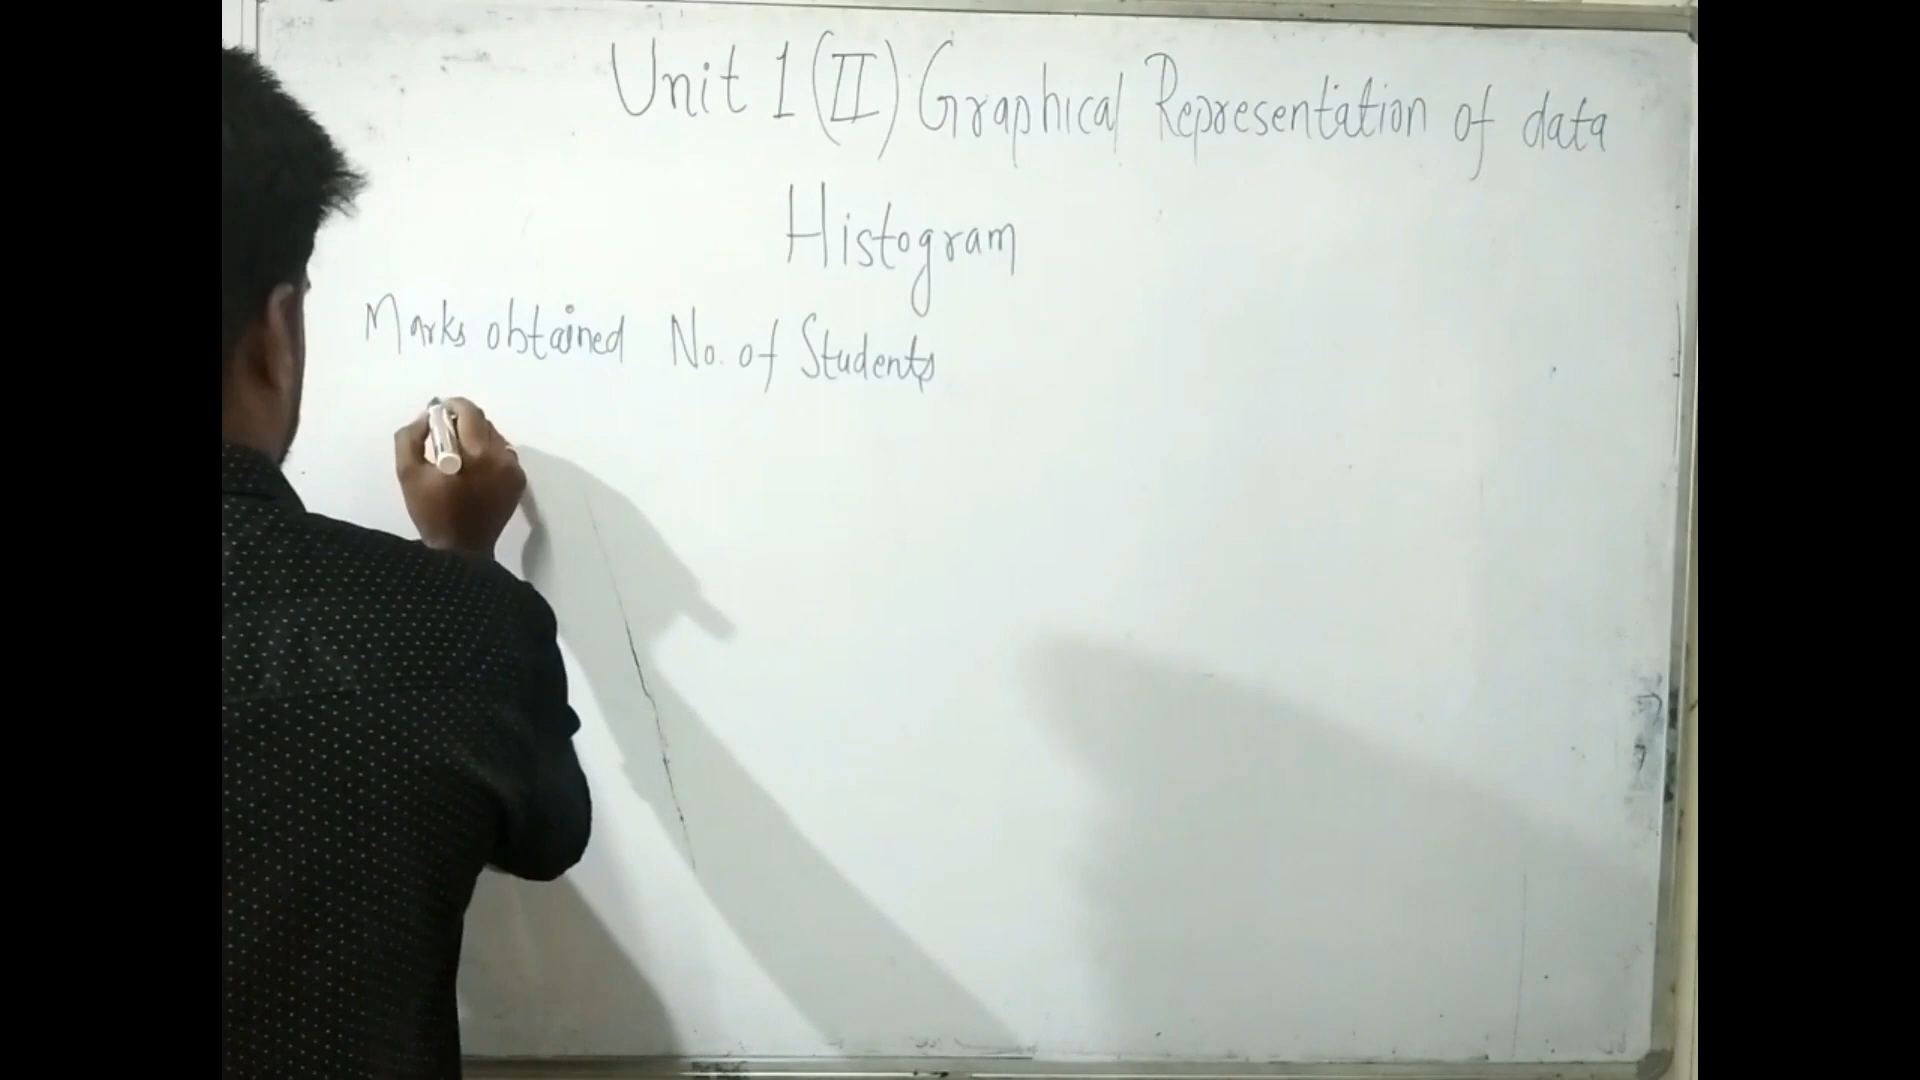 Unit 1 (II) Graphical Representation of data
Histogram
Marks obtained No. of Students